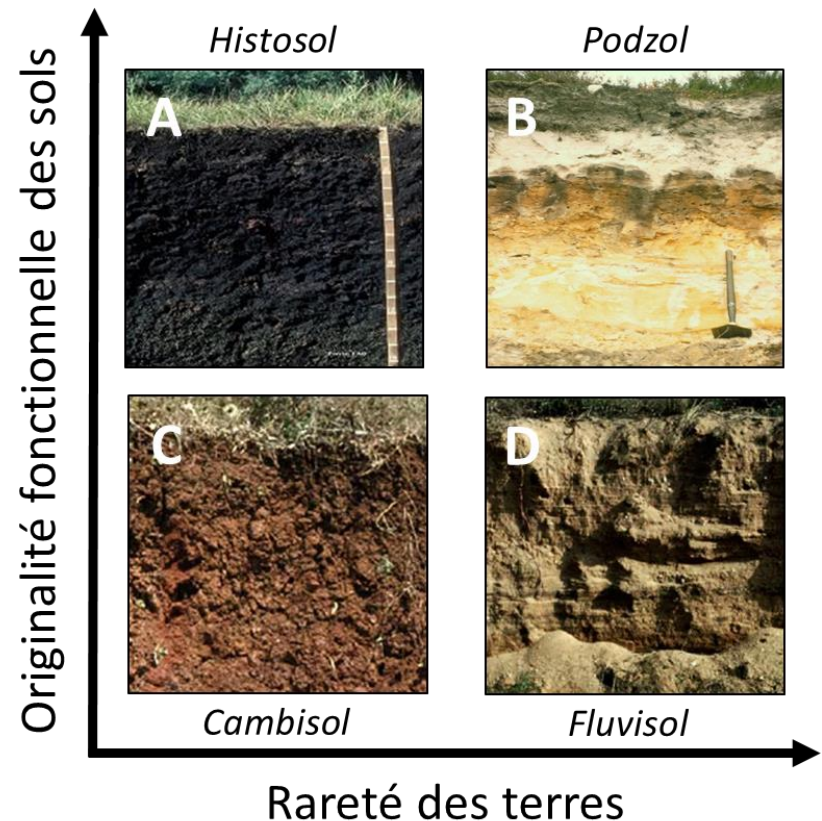 Originalité fonctionnelle des sols
Histosol
Podzol
A
B
C
D
Cambisol
Fluvisol
Rareté des terres